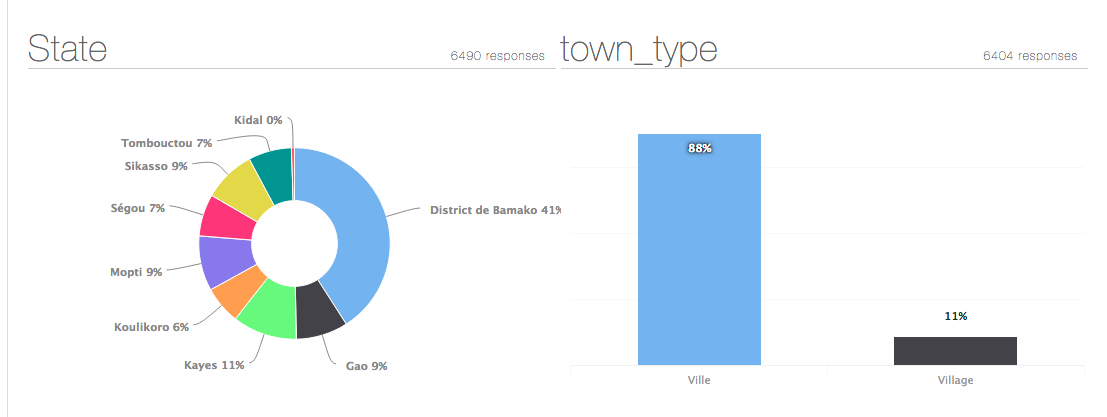 State
6490 responses
Kidal 0%
Tombouctou 7%
Sikasso 9%
Ségou 7%
District de Bamako 41%
Mopti 9%
Koulikoro 6%
Kayes 11%
Gao 9%
town_type
6404 responses
88%
11%
Ville
Village